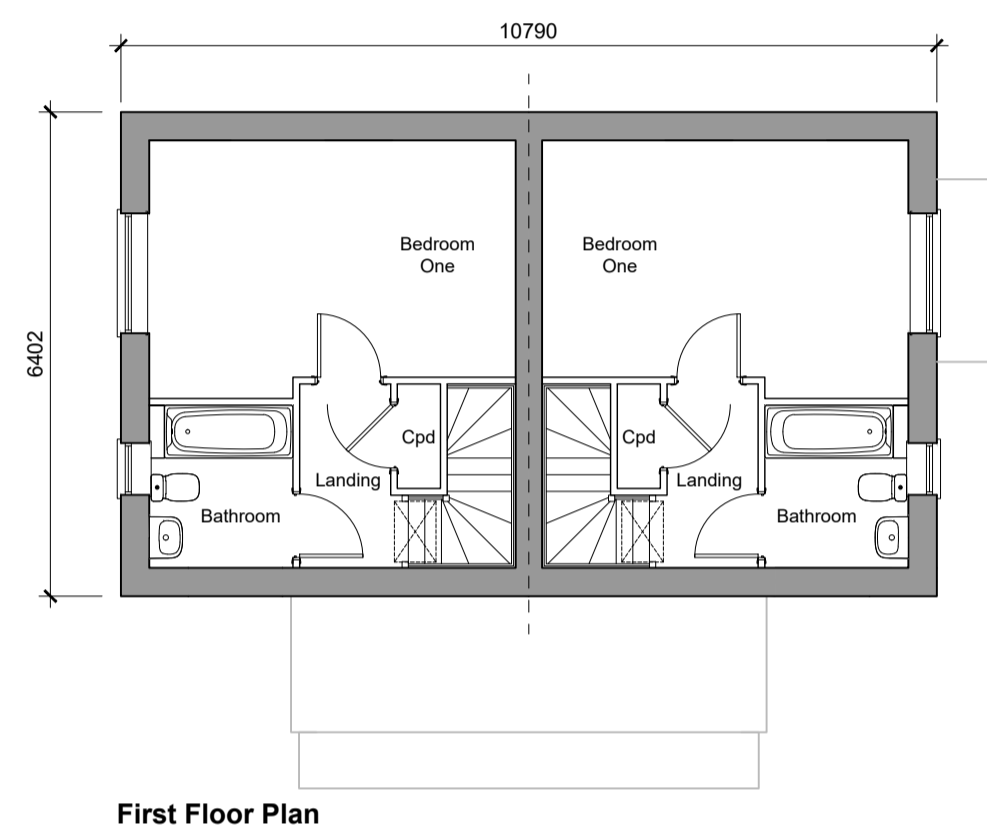 10790
6402
Bedroom
One
Bedroom
One
Cpd
Cpd
Landing
Landing
Bathroom
Bathroom
First Floor Plan